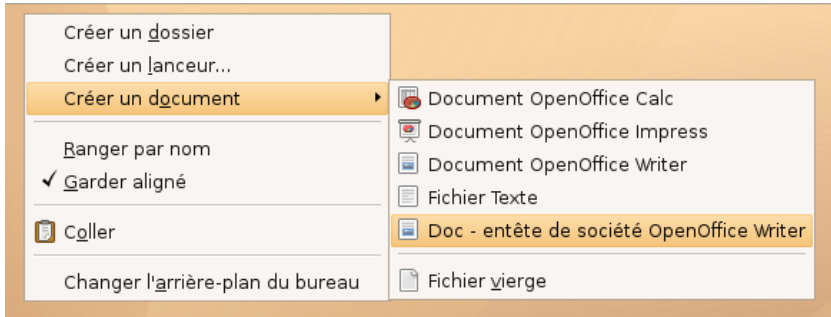 Créer un dossier
Créer un lanceur...
Créer un document
Ranger par nom
Garder aligné
Coller
Changer l'arrière-plan du bureau
Document OpenOffice Calc
Document OpenOffice Impress
Document OpenOffice Writer
Fichier Texte
Doc - entête de société OpenOffice Writer
Fichier vierge